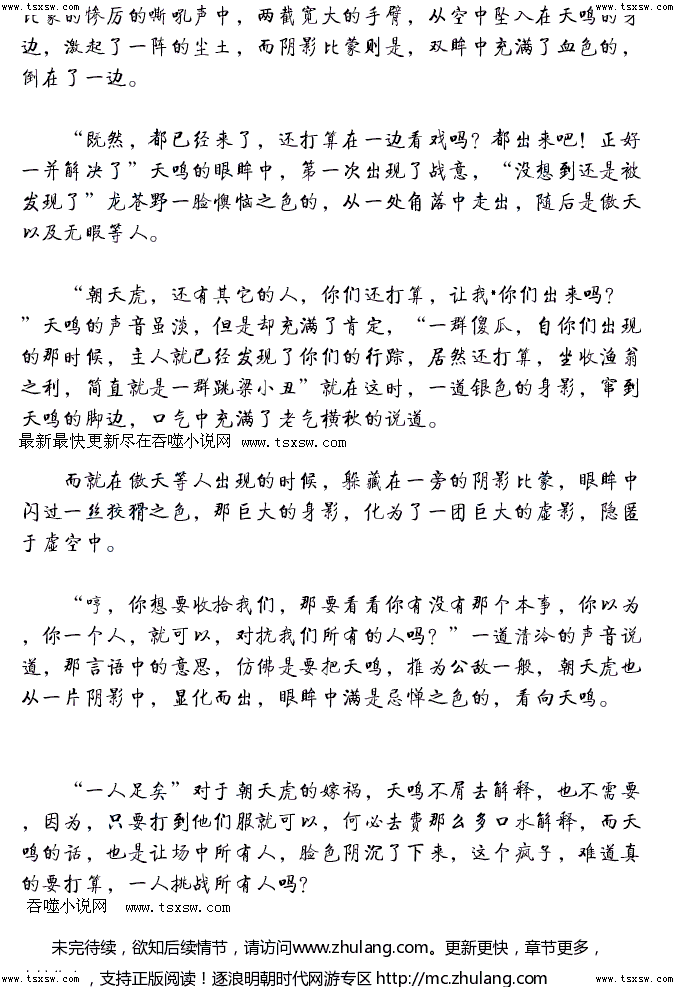 www.tsxsw.com www.tsxsw.com www.tsxsw.com www.tsxsw.com www.tsxsw.com
比蒙的惨厉的嘶吼声中，两截宽大的手臂，从空中坠入在天鸣的身
边，激起了一阵的尘土，而阴影比蒙则是，双眸中充满了血色的，
倒在了一边。
“既然，都已经来了，还打算在一边看戏吗？都出来吧！正好
一并解决了”天鸣的眼眸中，第一次出现了战意，“没想到还是被
发现了”龙苍野一脸懊恼之色的，从一处角落中走出，随后是傲天
以及无暇等人。
“朝天虎，还有其它的人，你们还打算，让我*你们出来吗？
”天鸣的声音虽淡，但是却充满了肯定，“一群傻瓜，自你们出现
的那时候，主人就已经发现了你们的行踪，居然还打算，坐收渔翁
之利，简直就是一群跳梁小丑”就在这时，一道银色的身影，窜到
天鸣的脚边，口气中充满了老气横秋的说道。
最新最快更新尽在吞噬小说网 www.tsxsw.com
而就在傲天等人出现的时候，躲藏在一旁的阴影比蒙，眼眸中
闪过一丝狡猾之色，那巨大的身影，化为了一团巨大的虚影，隐匿
于虚空中。
“哼，你想要收拾我们，那要看看你有没有那个本事，你以为
，你一个人，就可以，对抗我们所有的人吗？”一道清冷的声音说
道，那言语中的意思，仿佛是要把天鸣，推为公敌一般，朝天虎也
从一片阴影中，显化而出，眼眸中满是忌惮之色的，看向天鸣。
“一人足矣”对于朝天虎的嫁祸，天鸣不屑去解释，也不需要
，因为，只要打到他们服就可以，何必去费那么多口水解释，而天
鸣的话，也是让场中所有人，脸色阴沉了下来，这个疯子，难道真
的要打算，一人挑战所有人吗？
吞噬小说网 www.tsxsw.com
未完待续，欲知后续情节，请访问www.zhulang.com。更新更快，章节更多，
，支持正版阅读！逐浪明朝时代网游专区 http://mc.zhulang.com
www.tsxsw.com www.tsxsw.com